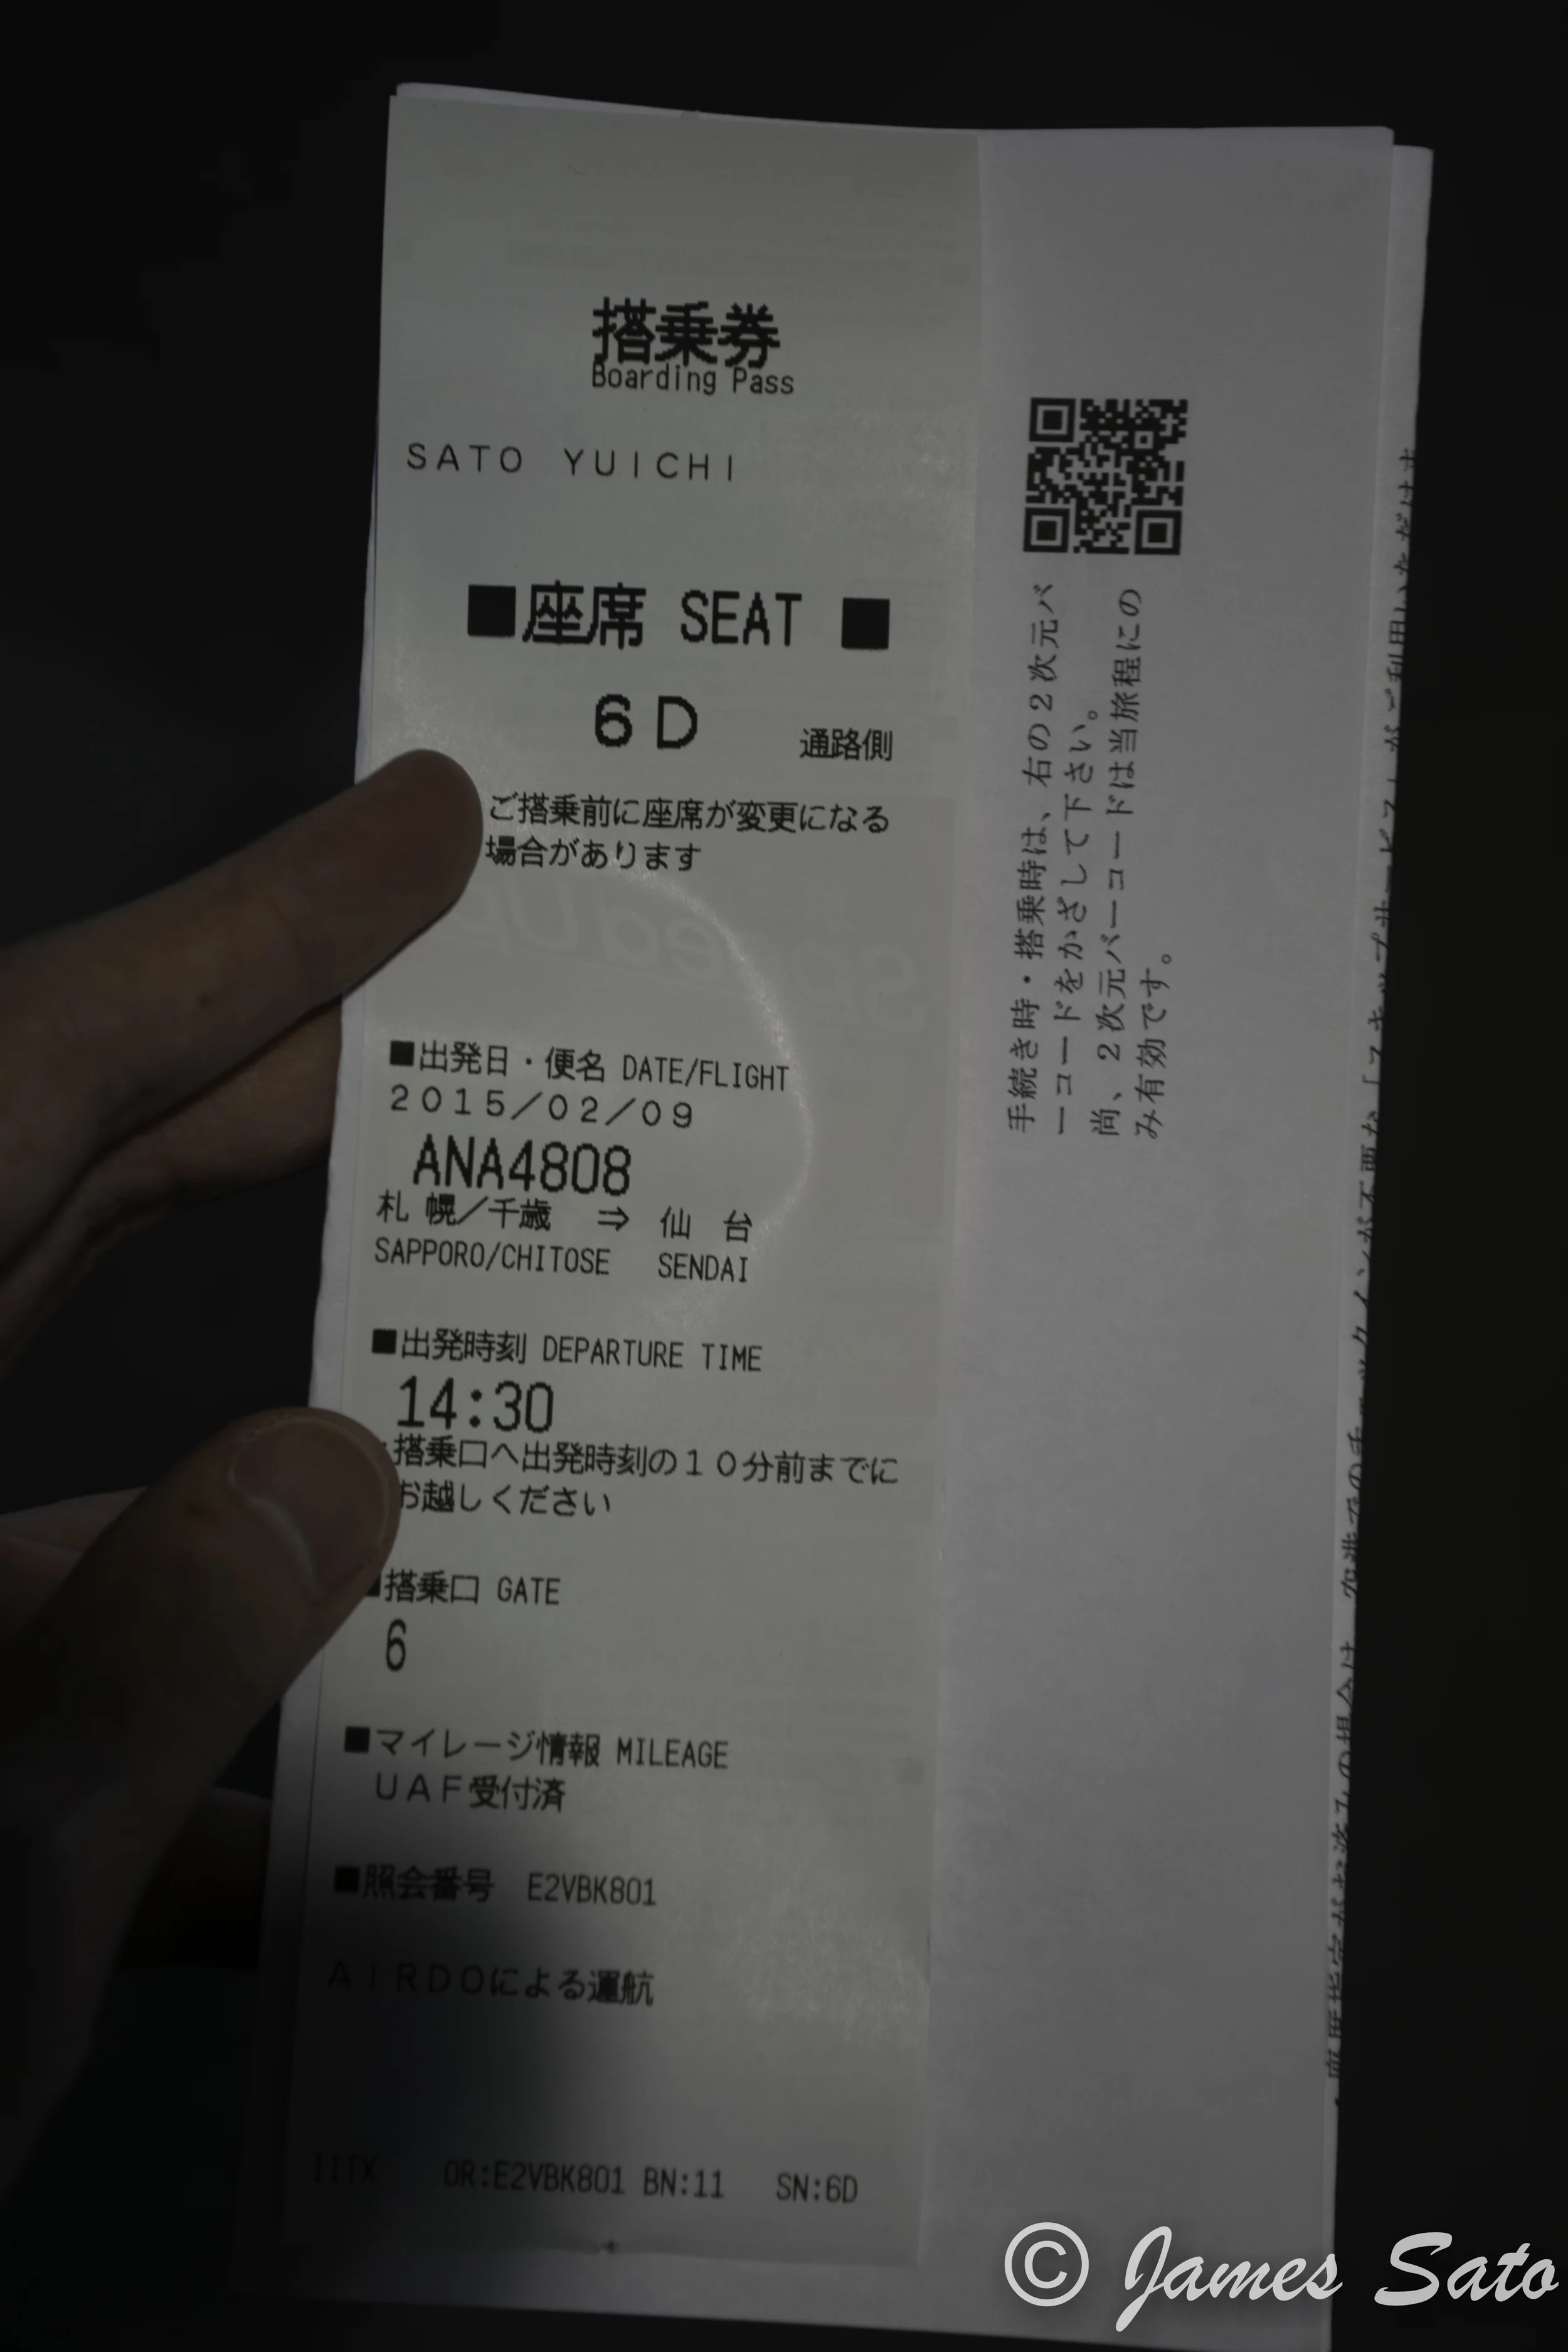 搭乗券
Boarding Pass
SATO YUICHI
■座席 SEAT ■
6D 通路側
ご搭乗前に座席が変更になる
場合があります
■出発日・便名 DATE/FLIGHT
2015/02/09
ANA4808
札 幌/千歳 ⇒ 仙 台
SAPPORO/CHITOSE SENDAI
■出発時刻 DEPARTURE TIME
14:30
搭乗口へ出発時刻の10分前までに
お越しください
■搭乗口 GATE
6
■マイレージ情報 MILEAGE
UAF受付済
■照会番号 E2VBK801
AIRDOによる運航
IITX OR:E2VBK801 BN:11 SN:6D
手続き時・搭乗時は、右の2次元バ
ーコードをかざして下さい。
尚、2次元バーコードは当旅程にの
み有効です。
© James Sato